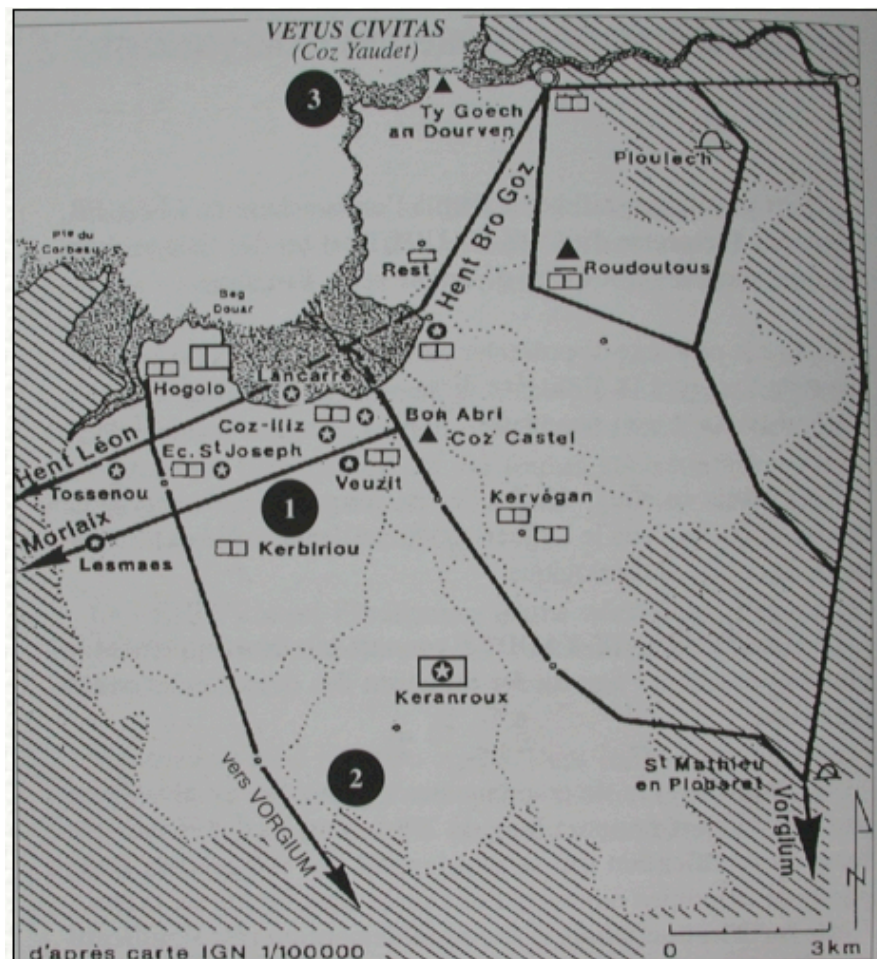 VETUS CIVITAS
(Coz Yaudet)
3
Ty Goech
an Dourven
Ploulec'h
Pte du
Corbeau
Rest
Hent Bro Goz
Roudoutous
Beg
Douar
Hogolo
Lancarré
Coz-Iliz
Bon Abri
Coz Castel
Hent Léon
Ec. St Joseph
Tossenou
Veuzit
1
Kervégan
Morlaix
Lesmaes
Kerbiriou
Keranroux
2
St Mathieu
en Plobaret
vers VORGIUM
Vorgium
N
d'après carte IGN 1/100000
0 3km